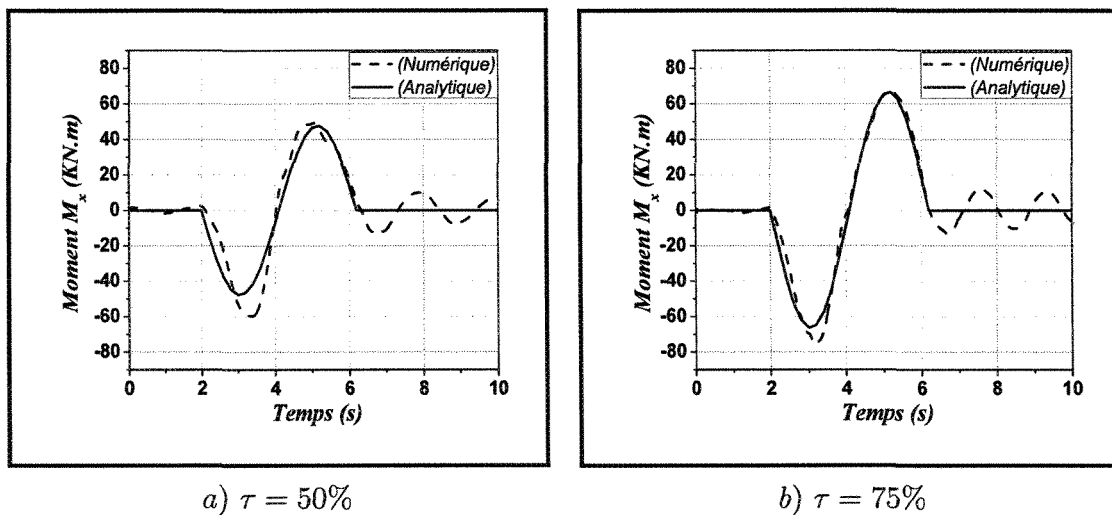 (Numérique)
(Analytique)
Moment M_x (KN.m)
80
60
40
20
0
-20
-40
-60
-80
0 2 4 6 8 10
Temps (s)
(Numérique)
(Analytique)
Moment M_x (KN.m)
80
60
40
20
0
-20
-40
-60
-80
0 2 4 6 8 10
Temps (s)
a) τ = 50%
b) τ = 75%